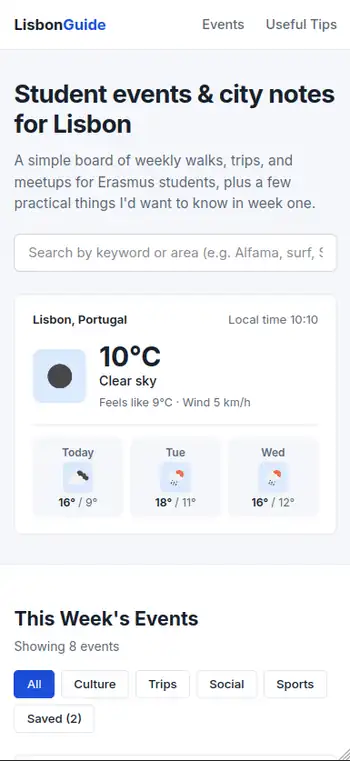 LisbonGuide
Events
Useful Tips
Student events & city notes
for Lisbon
A simple board of weekly walks, trips, and
meetups for Erasmus students, plus a few
practical things I'd want to know in week one.
Search by keyword or area (e.g. Alfama, surf, S
Lisbon, Portugal
Local time 10:10
10°C
Clear sky
Feels like 9°C · Wind 5 km/h
Today
Tue
Wed
16° / 9°
18° / 11°
16° / 12°
This Week's Events
Showing 8 events
All
Culture
Trips
Social
Sports
Saved (2)